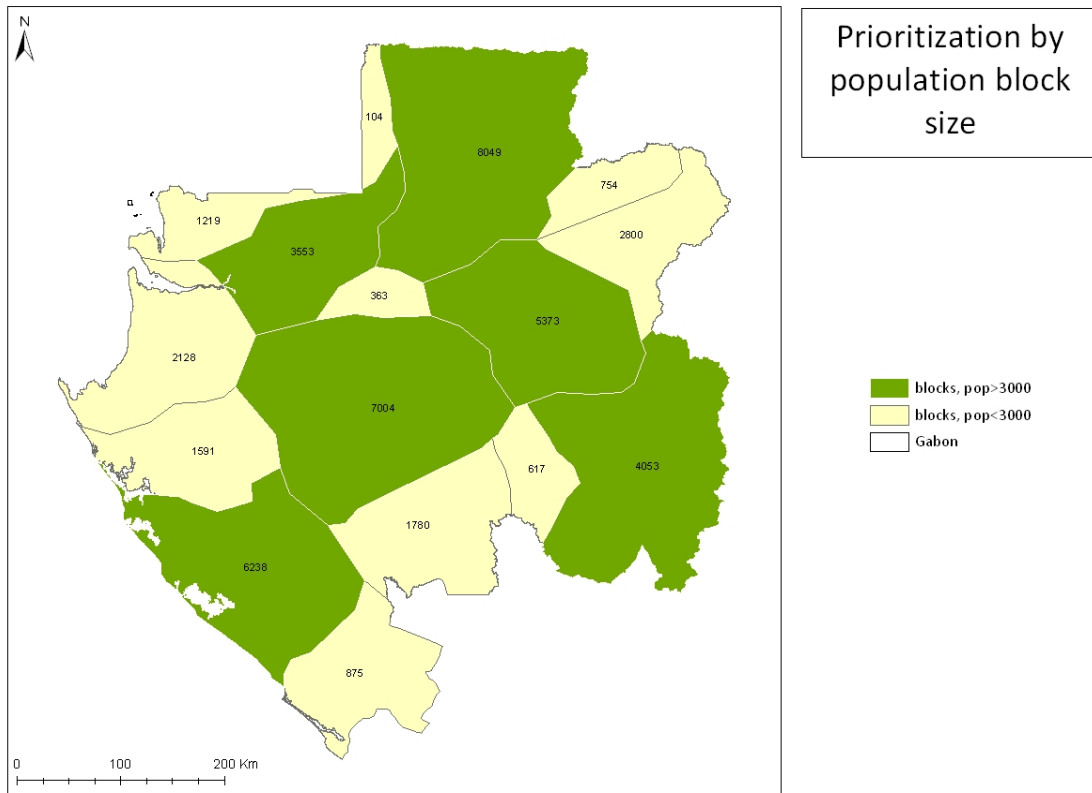 N
Prioritization by
population block
size
104
8049
754
1219
2800
3553
363
5373
2128
7004
1591
617
4053
1780
6238
875
blocks, pop>3000
blocks, pop<3000
Gabon
0 100 200 Km